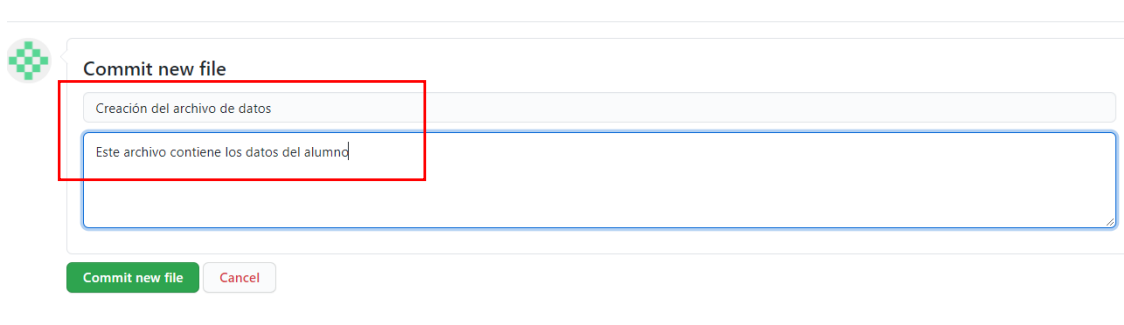 Commit new file
Creación del archivo de datos
Este archivo contiene los datos del alumno
Commit new file
Cancel